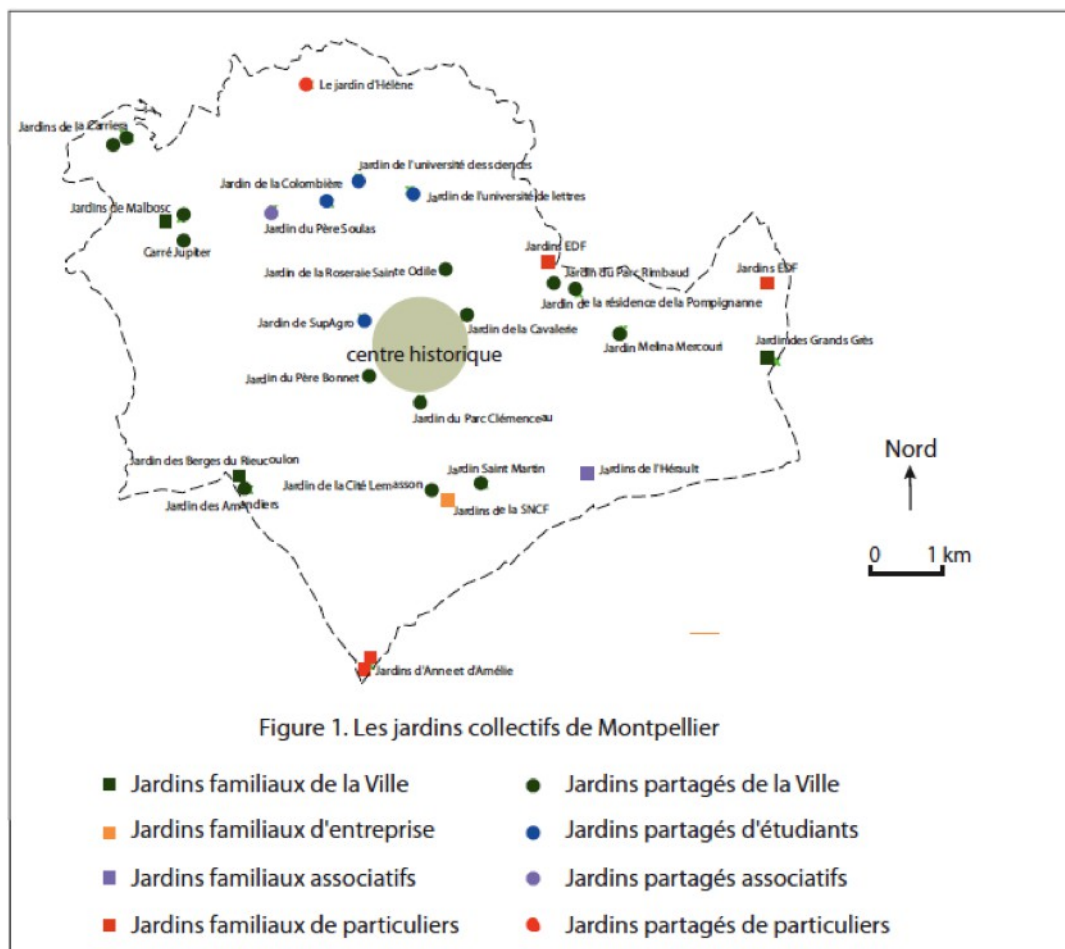 Le jardin d'Hélène
Jardins de la Carriera
Jardin de l'université des sciences
Jardin de la Colombière
Jardin de l'université de lettres
Jardins de Malbosc
Jardin du Père Soulas
Carré Jupiter
Jardins EDF
Jardin de la Roseraie Sainte Odille
Jardin du Parc Rimbaud
Jardins EDF
Jardin de la résidence de la Pompignanne
Jardin de SupAgro
Jardin de la Cavalerie
Jardin Melina Mercouri
Jardin des Grands Grès
centre historique
Jardin du Père Bonnet
Jardin du Parc Clémenceau
Nord
Jardin des Berges du Rieucoulon
Jardin Saint Martin
Jardins de l'Hérault
Jardin de la Cité Lemasson
Jardin des Amandiers
Jardins de la SNCF
0 1 km
Jardins d'Anne et d'Amélie
Figure 1. Les jardins collectifs de Montpellier
Jardins familiaux de la Ville
Jardins partagés de la Ville
Jardins familiaux d'entreprise
Jardins partagés d'étudiants
Jardins familiaux associatifs
Jardins partagés associatifs
Jardins familiaux de particuliers
Jardins partagés de particuliers